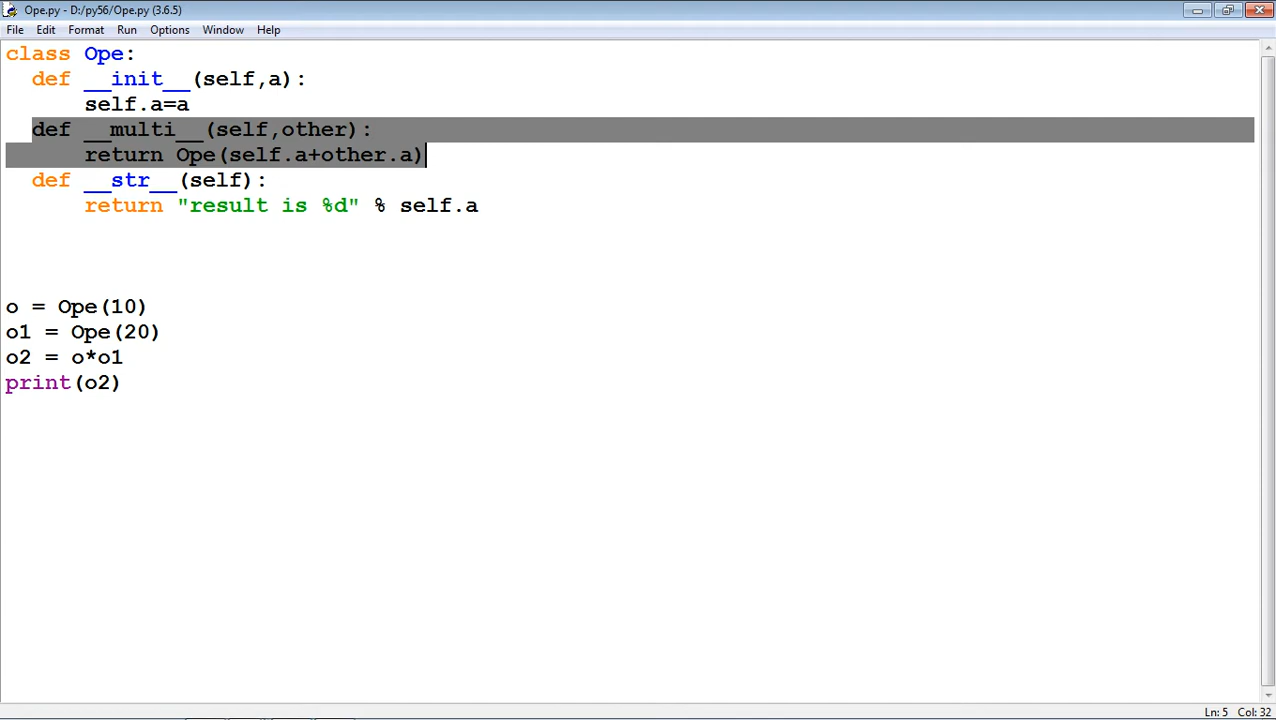 Ope.py - D:/py56/Ope.py (3.6.5)
File Edit Format Run Options Window Help
class Ope:
  def __init__(self,a):
      self.a=a
  def __multi__(self,other):
      return Ope(self.a+other.a)
  def __str__(self):
      return "result is %d" % self.a
o = Ope(10)
o1 = Ope(20)
o2 = o*o1
print(o2)
Ln: 5 Col: 32